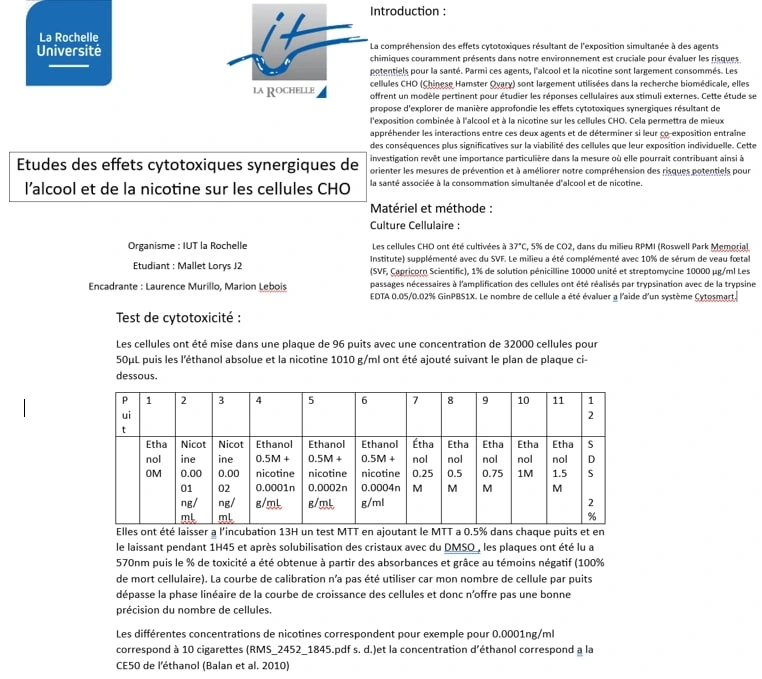 La Rochelle
Université
LA ROCHELLE
Etudes des effets cytotoxiques synergiques de
l'alcool et de la nicotine sur les cellules CHO
Organisme : IUT la Rochelle
Etudiant : Mallet Lorys J2
Encadrante : Laurence Murillo, Marion Lebois
Introduction :
La compréhension des effets cytotoxiques résultant de l'exposition simultanée à des agents
chimiques couramment présents dans notre environnement est cruciale pour évaluer les risques
potentiels pour la santé. Parmi ces agents, l'alcool et la nicotine sont largement consommés. Les
cellules CHO (Chinese Hamster Ovary) sont largement utilisées dans la recherche biomédicale, elles
offrent un modèle pertinent pour étudier les réponses cellulaires aux stimuli externes. Cette étude se
propose d'explorer de manière approfondie les effets cytotoxiques synergiques résultant de
l'exposition combinée à l'alcool et à la nicotine sur les cellules CHO. Cela permettra de mieux
appréhender les interactions entre ces deux agents et de déterminer si leur co-exposition entraîne
des conséquences plus significatives sur la viabilité des cellules que leur exposition individuelle. Cette
investigation revêt une importance particulière dans la mesure où elle pourrait contribuant ainsi à
orienter les mesures de prévention et à améliorer notre compréhension des risques potentiels pour
la santé associée à la consommation simultanée d'alcool et de nicotine.
Matériel et méthode :
Culture Cellulaire :
Les cellules CHO ont été cultivées à 37°C, 5% de CO2, dans du milieu RPMI (Roswell Park Memorial
Institute) supplémenté avec du SVF. Le milieu a été complémenté avec 10% de sérum de veau fœtal
(SVF, Capricorn Scientific), 1% de solution pénicilline 10000 unité et streptomycine 10000 µg/ml Les
passages nécessaires à l'amplification des cellules ont été réalisés par trypsination avec de la trypsine
EDTA 0.05/0.02% GinPBS1X. Le nombre de cellule a été évaluer a l'aide d'un système Cytosmart.
Test de cytotoxicité :
Les cellules ont été mise dans une plaque de 96 puits avec une concentration de 32000 cellules pour
50µL puis les l'éthanol absolue et la nicotine 1010 g/ml ont été ajouté suivant le plan de plaque ci-
dessous.
Puit 1 2 3 4 5 6 7 8 9 10 11 12
Ethanol 0M
Nicotine 0.0001 ng/mL
Nicotine 0.0002 ng/mL
Ethanol 0.5M + nicotine 0.0001n g/mL
Ethanol 0.5M + nicotine 0.0002n g/mL
Ethanol 0.5M + nicotine 0.0004n g/ml
Éthanol 0.25 M
Ethanol 0.5 M
Ethanol 0.75 M
Ethanol 1M
Ethanol 1.5 M
SDS 2%
Elles ont été laisser a l'incubation 13H un test MTT en ajoutant le MTT a 0.5% dans chaque puits et en
le laissant pendant 1H45 et après solubilisation des cristaux avec du DMSO , les plaques ont été lu a
570nm puis le % de toxicité a été obtenue à partir des absorbances et grâce au témoins négatif (100%
de mort cellulaire). La courbe de calibration n'a pas été utiliser car mon nombre de cellule par puits
dépasse la phase linéaire de la courbe de croissance des cellules et donc n'offre pas une bonne
précision du nombre de cellules.
Les différentes concentrations de nicotines correspondent pour exemple pour 0.0001ng/ml
correspond à 10 cigarettes (RMS_2452_1845.pdf s. d.)et la concentration d'éthanol correspond a la
CE50 de l'éthanol (Balan et al. 2010)